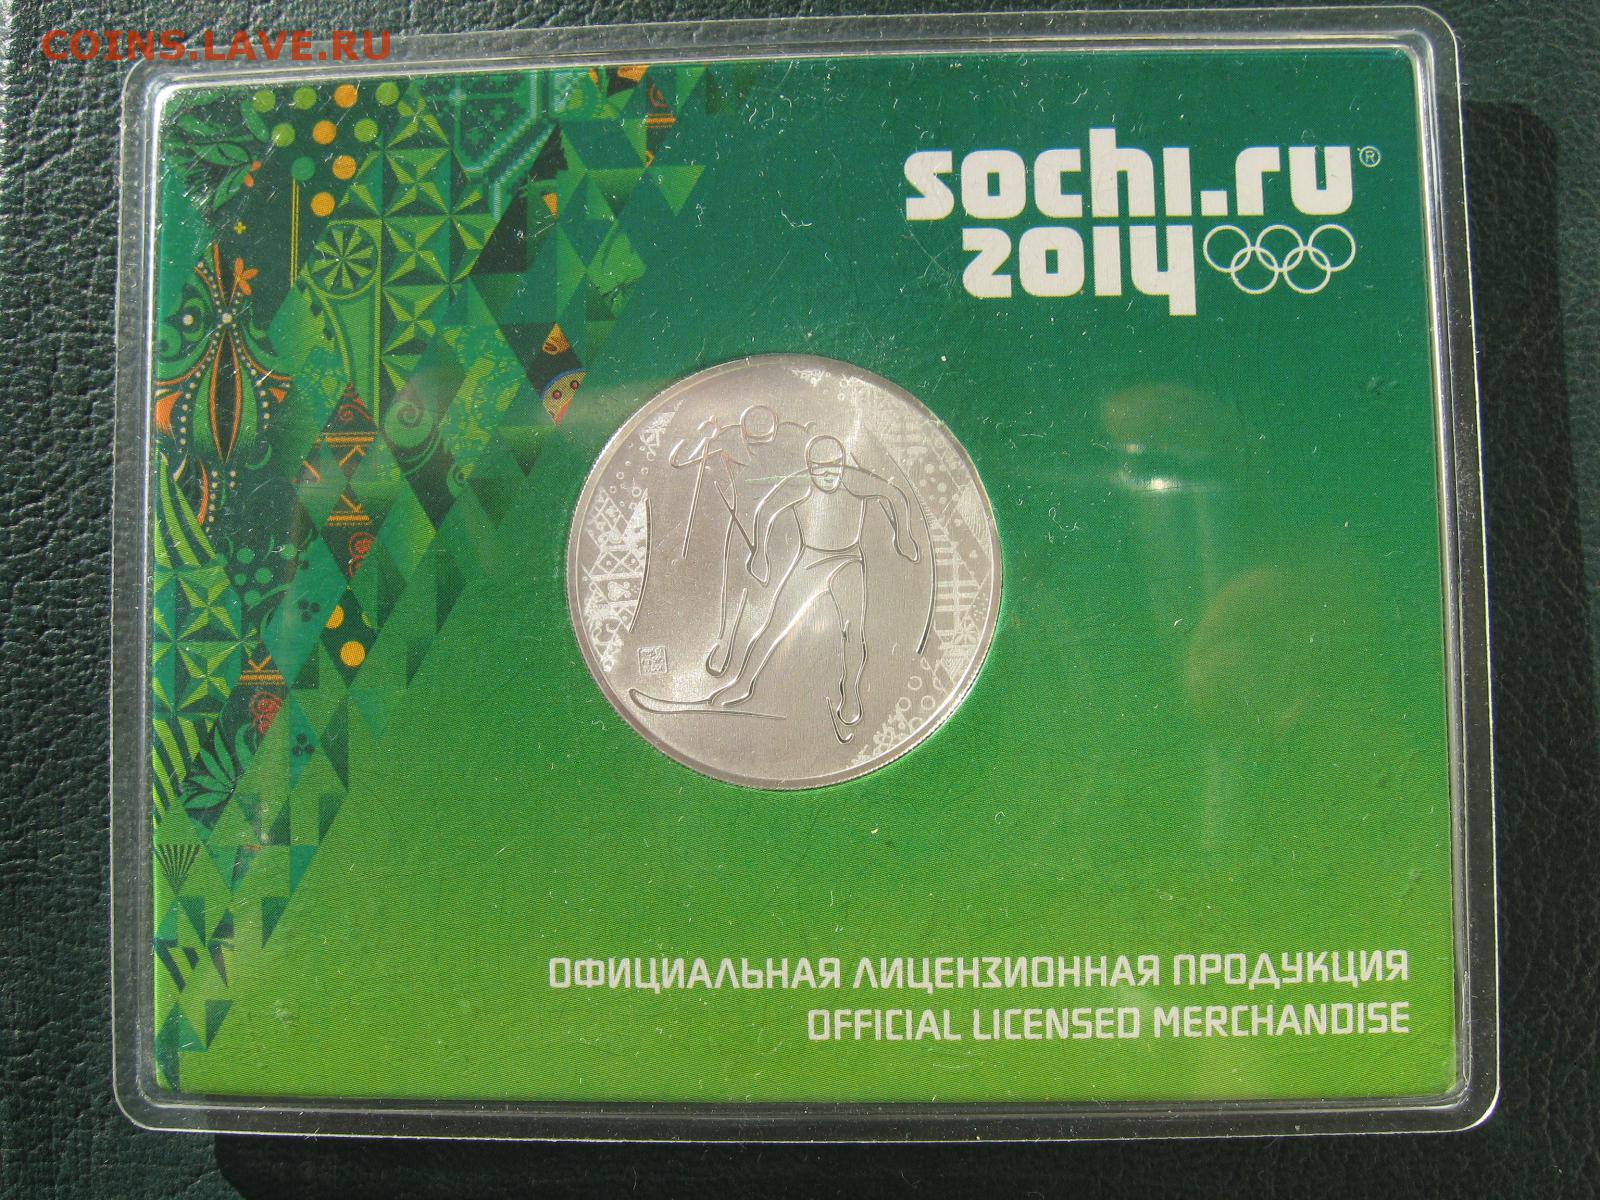 COINS.LAVE.RU
sochi.ru®
2014
ОФИЦИАЛЬНАЯ ЛИЦЕНЗИОННАЯ ПРОДУКЦИЯ
OFFICIAL LICENSED MERCHANDISE